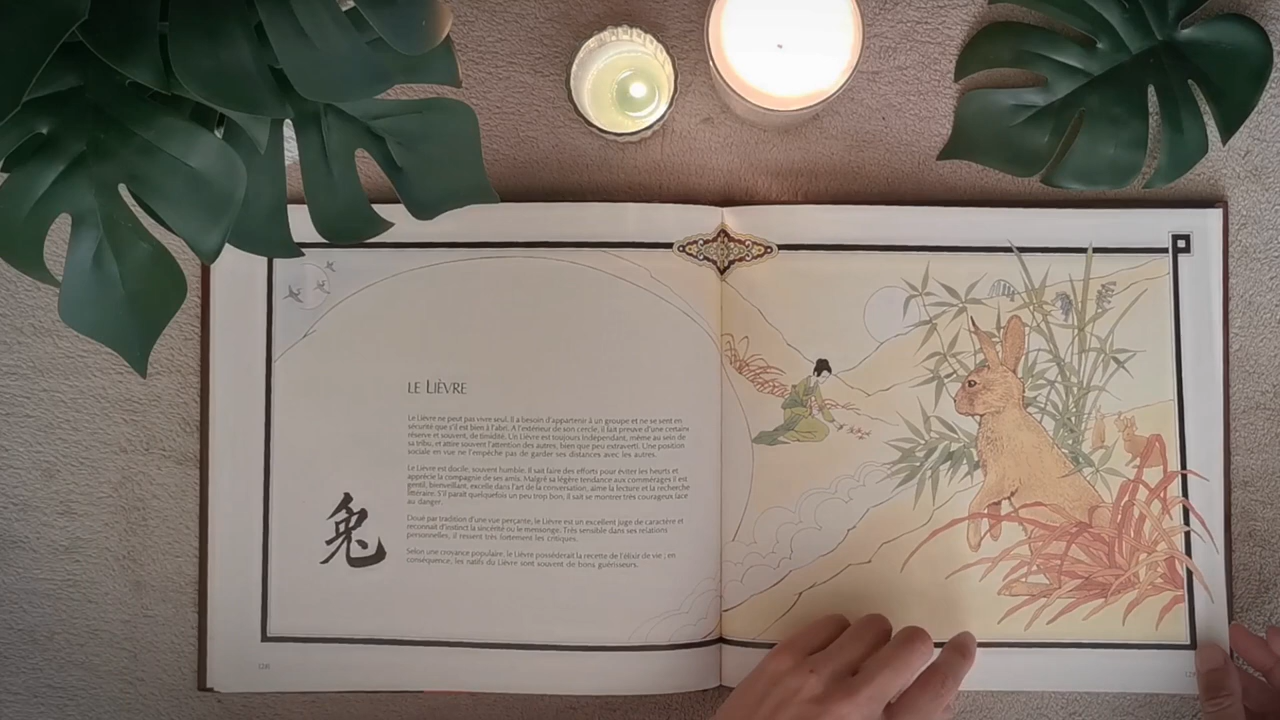 LE LIÈVRE
Le Lièvre ne peut pas vivre seul. Il a besoin d'appartenir à un groupe et ne se sent en
sécurité que s'il est bien à l'abri. A l'extérieur de son cercle, il fait preuve d'une certaine
réserve et souvent, de timidité. Un Lièvre est toujours indépendant, même au sein de
sa tribu, et attire souvent l'attention des autres, bien que peu extraverti. Une position
sociale en vue ne l'empêche pas de garder ses distances avec les autres.
Le Lièvre est docile, souvent humble. Il sait faire des efforts pour éviter les heurts et
apprécie la compagnie de ses amis. Malgré sa légère tendance aux commérages il est
gentil, bienveillant, excelle dans l'art de la conversation, aime la lecture et la recherche
littéraire. S'il paraît quelquefois un peu trop bon, il sait se montrer très courageux face
au danger.
Doué par tradition d'une vue perçante, le Lièvre est un excellent juge de caractère et
reconnaît d'instinct la sincérité ou le mensonge. Très sensible dans ses relations
personnelles, il ressent très fortement les critiques.
Selon une croyance populaire, le Lièvre posséderait la recette de l'élixir de vie ; en
conséquence, les natifs du Lièvre sont souvent de bons guérisseurs.
兔